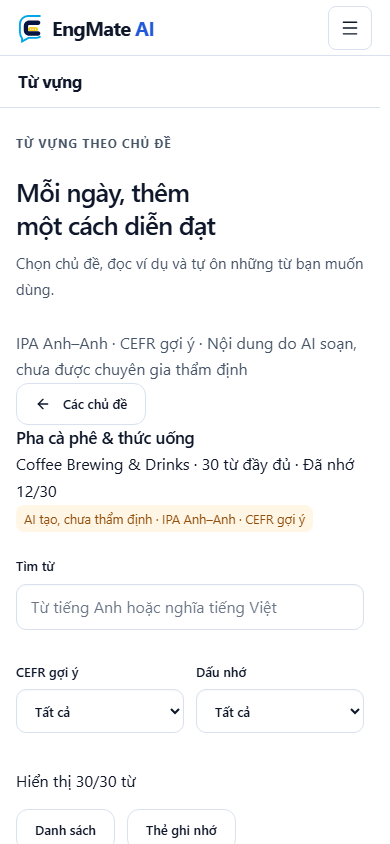 EngMate AI
Từ vựng
TỪ VỰNG THEO CHỦ ĐỀ
Mỗi ngày, thêm
một cách diễn đạt
Chọn chủ đề, đọc ví dụ và tự ôn những từ bạn muốn
dùng.
IPA Anh–Anh · CEFR gợi ý · Nội dung do AI soạn,
chưa được chuyên gia thẩm định
Các chủ đề
Pha cà phê & thức uống
Coffee Brewing & Drinks · 30 từ đầy đủ · Đã nhớ
12/30
AI tạo, chưa thẩm định · IPA Anh–Anh · CEFR gợi ý
Tìm từ
Từ tiếng Anh hoặc nghĩa tiếng Việt
CEFR gợi ý Dấu nhớ
Tất cả Tất cả
Hiển thị 30/30 từ
Danh sách Thẻ ghi nhớ